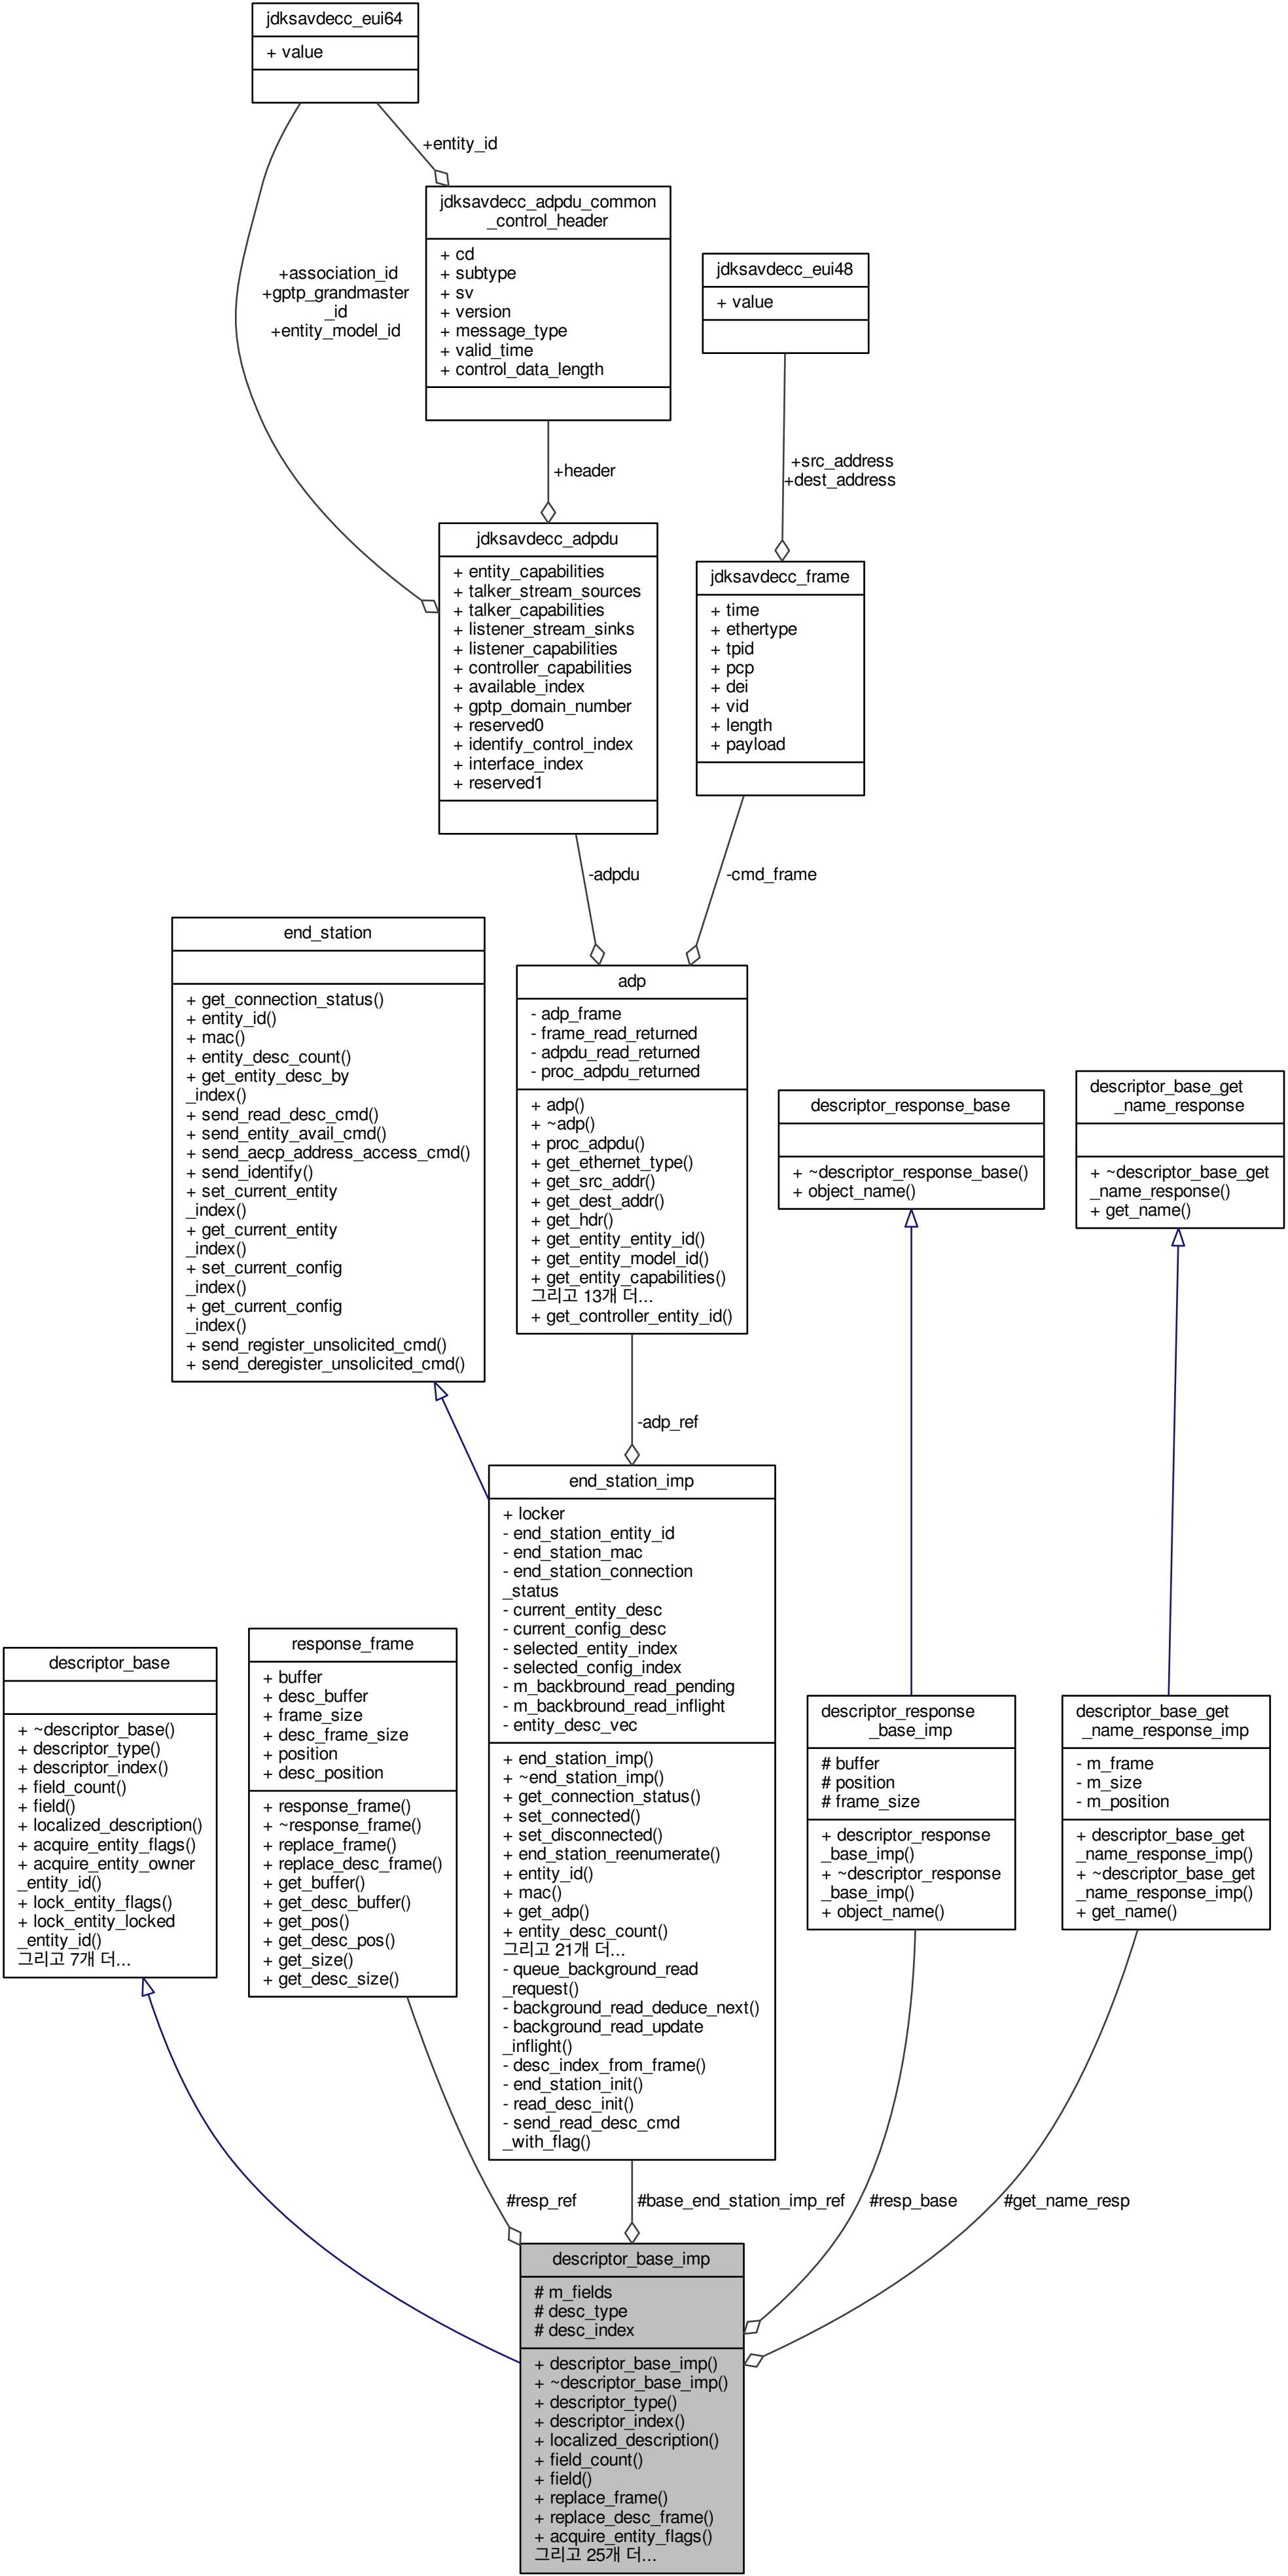 jdksavdecc_eui64
+ value
+entity_id
jdksavdecc_adpdu_common
_control_header
+ cd
+ subtype
+ sv
+ version
+ message_type
+ valid_time
+ control_data_length
jdksavdecc_eui48
+ value
+association_id
+gptp_grandmaster
_id
+entity_model_id
+header
+src_address
+dest_address
jdksavdecc_adpdu
+ entity_capabilities
+ talker_stream_sources
+ talker_capabilities
+ listener_stream_sinks
+ listener_capabilities
+ controller_capabilities
+ available_index
+ gptp_domain_number
+ reserved0
+ identify_control_index
+ interface_index
+ reserved1
jdksavdecc_frame
+ time
+ ethertype
+ tpid
+ pcp
+ dei
+ vid
+ length
+ payload
-adpdu
-cmd_frame
end_station
+ get_connection_status()
+ entity_id()
+ mac()
+ entity_desc_count()
+ get_entity_desc_by
_index()
+ send_read_desc_cmd()
+ send_entity_avail_cmd()
+ send_aecp_address_access_cmd()
+ send_identify()
+ set_current_entity
_index()
+ get_current_entity
_index()
+ set_current_config
_index()
+ get_current_config
_index()
+ send_register_unsolicited_cmd()
+ send_deregister_unsolicited_cmd()
adp
- adp_frame
- frame_read_returned
- adpdu_read_returned
- proc_adpdu_returned
+ adp()
+ ~adp()
+ proc_adpdu()
+ get_ethernet_type()
+ get_src_addr()
+ get_dest_addr()
+ get_hdr()
+ get_entity_entity_id()
+ get_entity_model_id()
+ get_entity_capabilities()
그리고 13개 더...
+ get_controller_entity_id()
descriptor_response_base
+ ~descriptor_response_base()
+ object_name()
descriptor_base_get
_name_response
+ ~descriptor_base_get
_name_response()
+ get_name()
-adp_ref
end_station_imp
+ locker
- end_station_entity_id
- end_station_mac
- end_station_connection
_status
- current_entity_desc
- current_config_desc
- selected_entity_index
- selected_config_index
- m_backbround_read_pending
- m_backbround_read_inflight
- entity_desc_vec
+ end_station_imp()
+ ~end_station_imp()
+ get_connection_status()
+ set_connected()
+ set_disconnected()
+ end_station_reenumerate()
+ entity_id()
+ mac()
+ get_adp()
+ entity_desc_count()
그리고 21개 더...
- queue_background_read
_request()
- background_read_deduce_next()
- background_read_update
_inflight()
- desc_index_from_frame()
- end_station_init()
- read_desc_init()
- send_read_desc_cmd
_with_flag()
descriptor_base
+ ~descriptor_base()
+ descriptor_type()
+ descriptor_index()
+ field_count()
+ field()
+ localized_description()
+ acquire_entity_flags()
+ acquire_entity_owner
_entity_id()
+ lock_entity_flags()
+ lock_entity_locked
_entity_id()
그리고 7개 더...
response_frame
+ buffer
+ desc_buffer
+ frame_size
+ desc_frame_size
+ position
+ desc_position
+ response_frame()
+ ~response_frame()
+ replace_frame()
+ replace_desc_frame()
+ get_buffer()
+ get_desc_buffer()
+ get_pos()
+ get_desc_pos()
+ get_size()
+ get_desc_size()
descriptor_response
_base_imp
# buffer
# position
# frame_size
+ descriptor_response
_base_imp()
+ ~descriptor_response
_base_imp()
+ object_name()
descriptor_base_get
_name_response_imp
- m_frame
- m_size
- m_position
+ descriptor_base_get
_name_response_imp()
+ ~descriptor_base_get
_name_response_imp()
+ get_name()
#resp_ref
#base_end_station_imp_ref
#resp_base
#get_name_resp
descriptor_base_imp
# m_fields
# desc_type
# desc_index
+ descriptor_base_imp()
+ ~descriptor_base_imp()
+ descriptor_type()
+ descriptor_index()
+ localized_description()
+ field_count()
+ field()
+ replace_frame()
+ replace_desc_frame()
+ acquire_entity_flags()
그리고 25개 더...